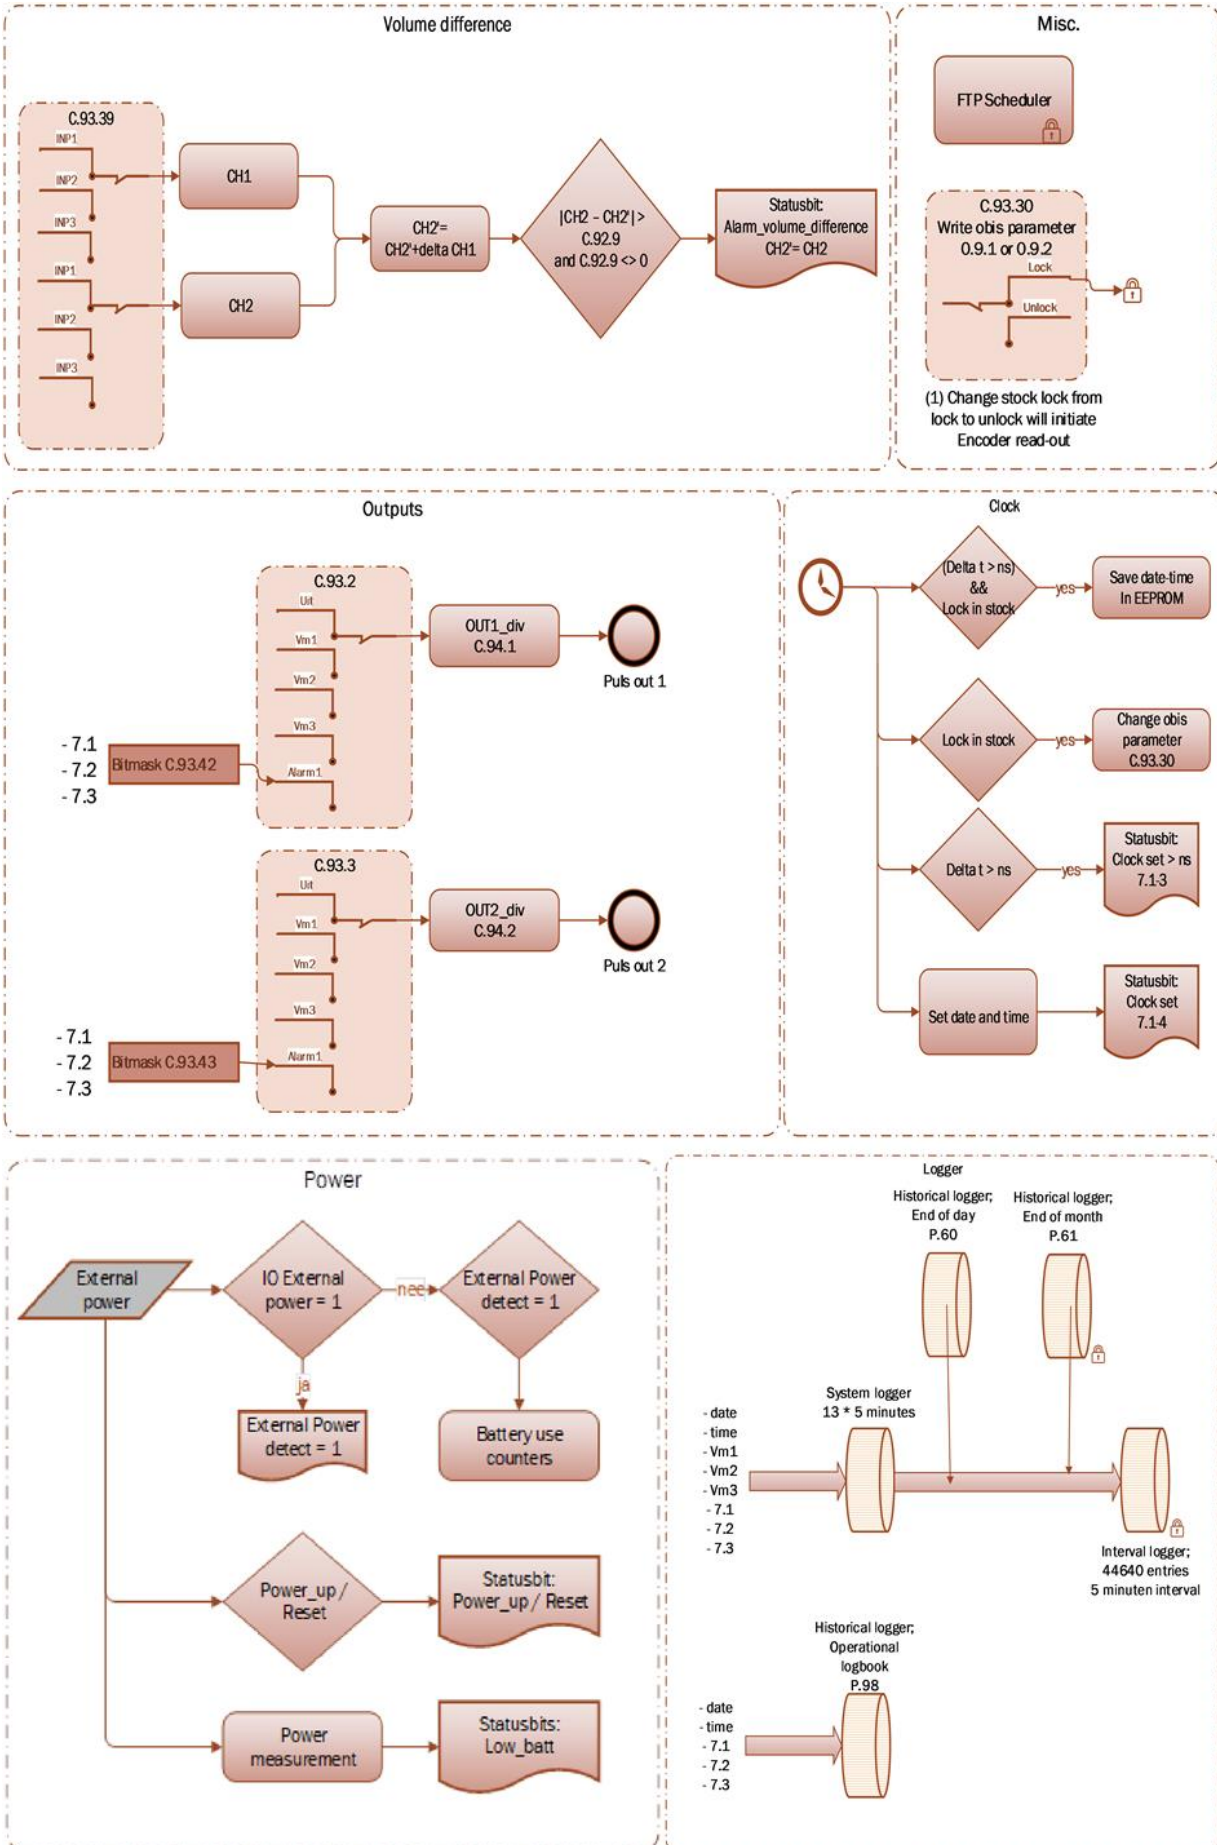 Volume difference
C.93.39
INP1
INP2
INP3
INP1
INP2
INP3
CH1
CH2
CH2'=
CH2'+delta CH1
|CH2 - CH2'| >
C.92.9
and C.92.9 <> 0
Statusbit:
Alarm_volume_difference
CH2'= CH2
Misc.
FTP Scheduler
C.93.30
Write obis parameter
0.9.1 or 0.9.2
Lock
Unlock
(1) Change stock lock from
lock to unlock will initiate
Encoder read-out
Outputs
C.93.2
Uit
Vm1
Vm2
Vm3
Alarm1
- 7.1
- 7.2
- 7.3
Bitmask C.93.42
OUT1_div
C.94.1
Puls out 1
C.93.3
Uit
Vm1
Vm2
Vm3
Alarm1
- 7.1
- 7.2
- 7.3
Bitmask C.93.43
OUT2_div
C.94.2
Puls out 2
Clock
(Delta t > ns)
&&
Lock in stock
yes
Save date-time
In EEPROM
Lock in stock
yes
Change obis
parameter
C.93.30
Delta t > ns
yes
Statusbit:
Clock set > ns
7.1-3
Set date and time
Statusbit:
Clock set
7.1-4
Power
External
power
IO External
power = 1
nee
External Power
detect = 1
ja
External Power
detect = 1
Battery use
counters
Power_up /
Reset
Statusbit:
Power_up / Reset
Power
measurement
Statusbits:
Low_batt
Logger
Historical logger;
End of day
P.60
Historical logger;
End of month
P.61
System logger
13 * 5 minutes
- date
- time
- Vm1
- Vm2
- Vm3
- 7.1
- 7.2
- 7.3
Interval logger;
44640 entries
5 minuten interval
Historical logger;
Operational
logbook
P.98
- date
- time
- 7.1
- 7.2
- 7.3